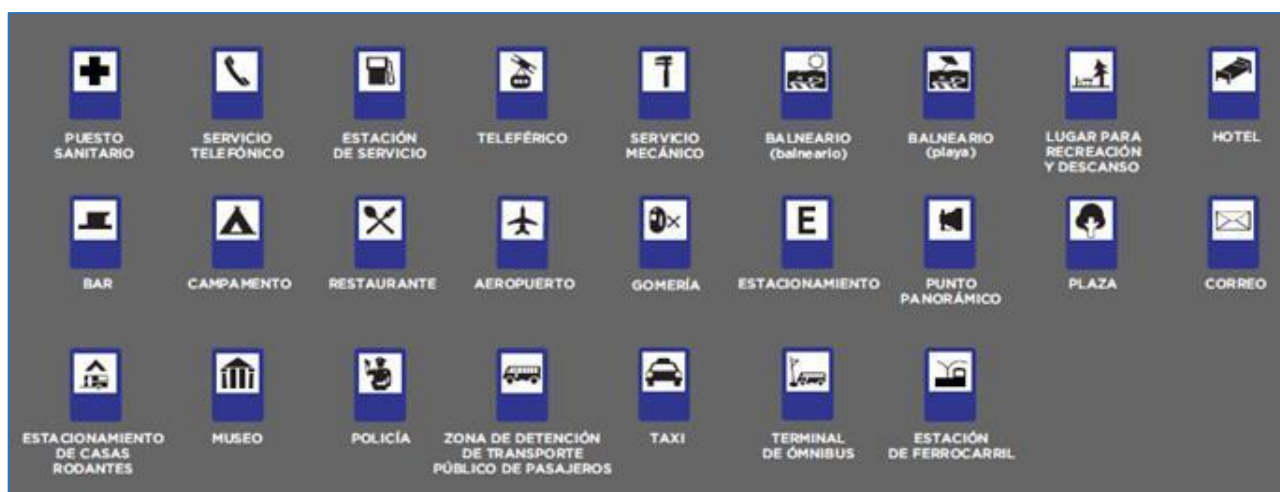 PUESTO
SANITARIO
SERVICIO
TELEFÓNICO
ESTACIÓN
DE SERVICIO
TELEFÉRICO
SERVICIO
MECÁNICO
BALNEARIO
(balneario)
BALNEARIO
(playa)
LUGAR PARA
RECREACIÓN
Y DESCANSO
HOTEL
BAR
CAMPAMENTO
RESTAURANTE
AEROPUERTO
GOMERÍA
E
ESTACIONAMIENTO
PUNTO
PANORÁMICO
PLAZA
CORREO
ESTACIONAMIENTO
DE CASAS
RODANTES
MUSEO
POLICÍA
ZONA DE DETENCIÓN
DE TRANSPORTE
PÚBLICO DE PASAJEROS
TAXI
TERMINAL
DE ÓMNIBUS
ESTACIÓN
DE FERROCARRIL